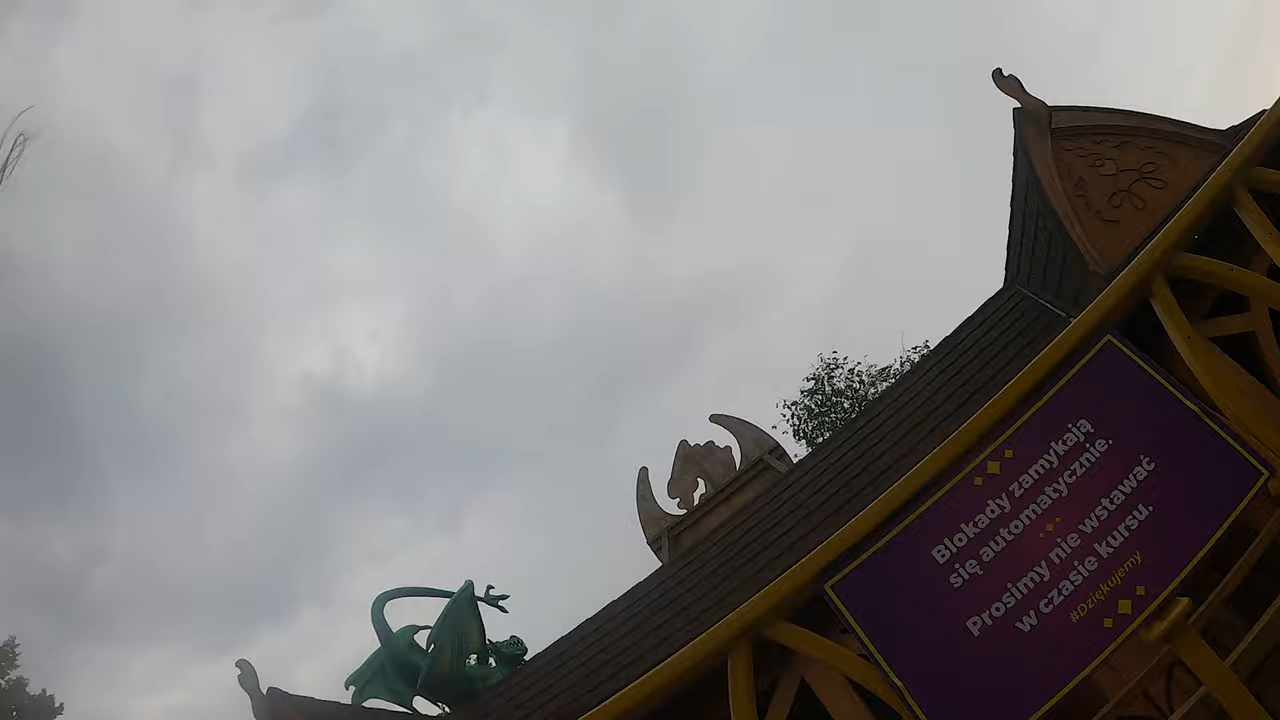 Blokady zamykają
się automatycznie.
Prosimy nie wstawać
w czasie kursu.
#Dziękujemy